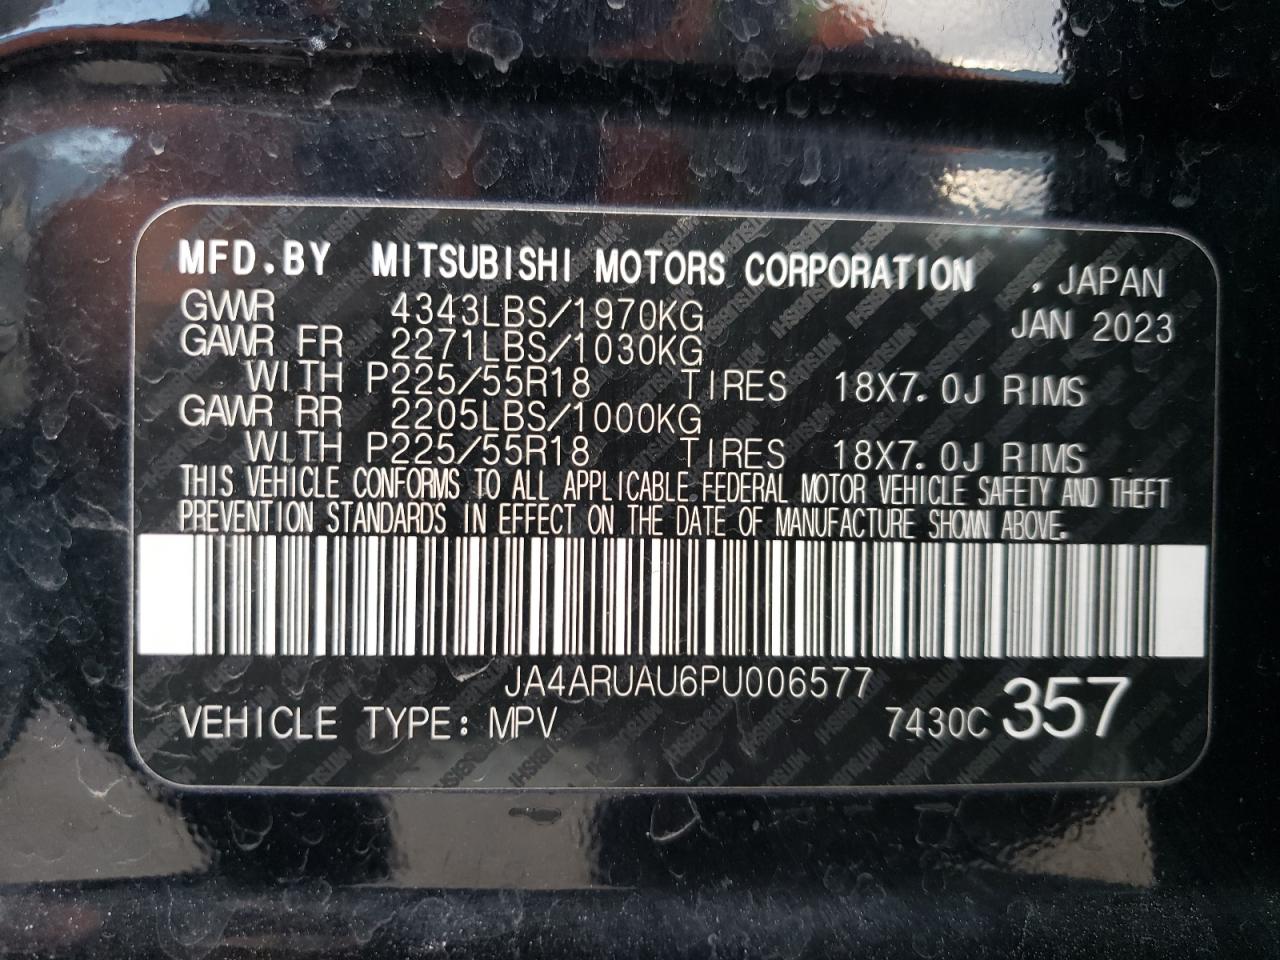 MFD.BY MITSUBISHI MOTORS CORPORATION , JAPAN
GVWR 4343LBS/1970KG JAN 2023
GAWR FR 2271LBS/1030KG
WITH P225/55R18 TIRES 18X7.0J RIMS
GAWR RR 2205LBS/1000KG
WITH P225/55R18 TIRES 18X7.0J RIMS
THIS VEHICLE CONFORMS TO ALL APPLICABLE FEDERAL MOTOR VEHICLE SAFETY AND THEFT
PREVENTION STANDARDS IN EFFECT ON THE DATE OF MANUFACTURE SHOWN ABOVE.
JA4ARUAU6PU006577
VEHICLE TYPE: MPV 7430C 357